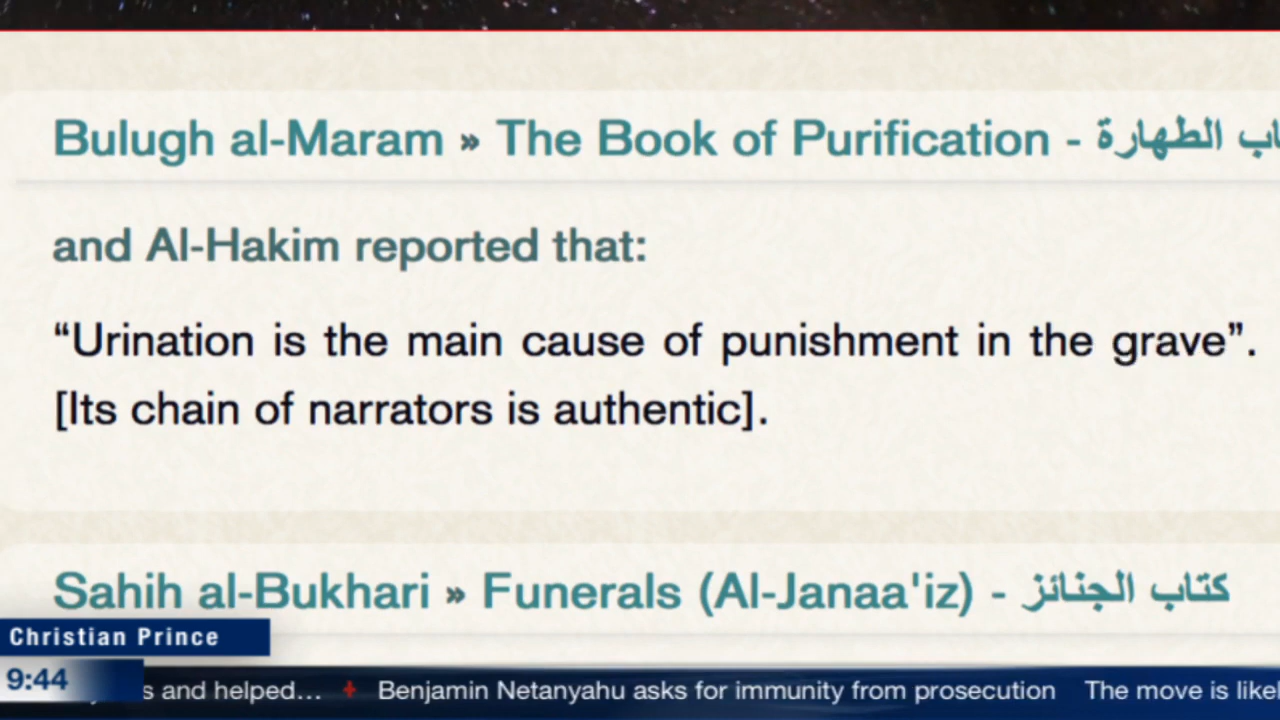 Bulugh al-Maram » The Book of Purification - الطهارة
and Al-Hakim reported that:
“Urination is the main cause of punishment in the grave”.
[Its chain of narrators is authentic].
Sahih al-Bukhari » Funerals (Al-Janaa'iz) - كتاب الجنائز
Christian Prince
9:44
s and helped... Benjamin Netanyahu asks for immunity from prosecution The move is